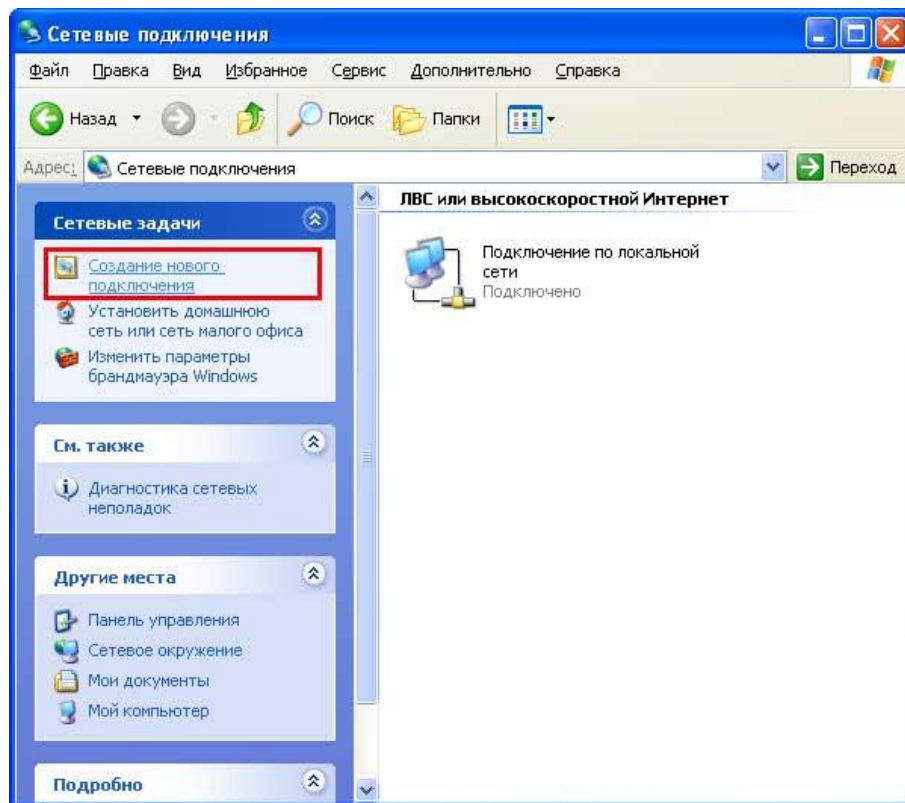 Сетевые подключения
Файл Правка Вид Избранное Сервис Дополнительно Справка
Назад Поиск Папки
Адрес: Сетевые подключения Переход
Сетевые задачи
Создание нового
подключения
Установить домашнюю
сеть или сеть малого офиса
Изменить параметры
брандмауэра Windows
См. также
Диагностика сетевых
неполадок
Другие места
Панель управления
Сетевое окружение
Мои документы
Мой компьютер
Подробно
ЛВС или высокоскоростной Интернет
Подключение по локальной
сети
Подключено